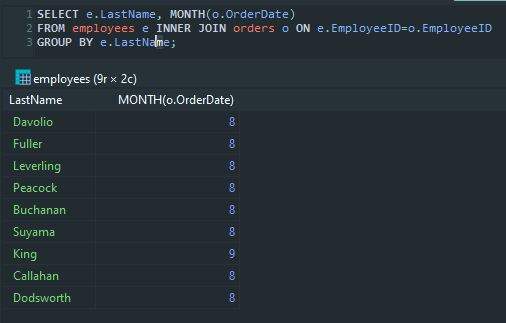 1 SELECT e.LastName, MONTH(o.OrderDate)
2 FROM employees e INNER JOIN orders o ON e.EmployeeID=o.EmployeeID
3 GROUP BY e.LastName;
employees (9r × 2c)
LastName MONTH(o.OrderDate)
Davolio 8
Fuller 8
Leverling 8
Peacock 8
Buchanan 8
Suyama 8
King 9
Callahan 8
Dodsworth 8